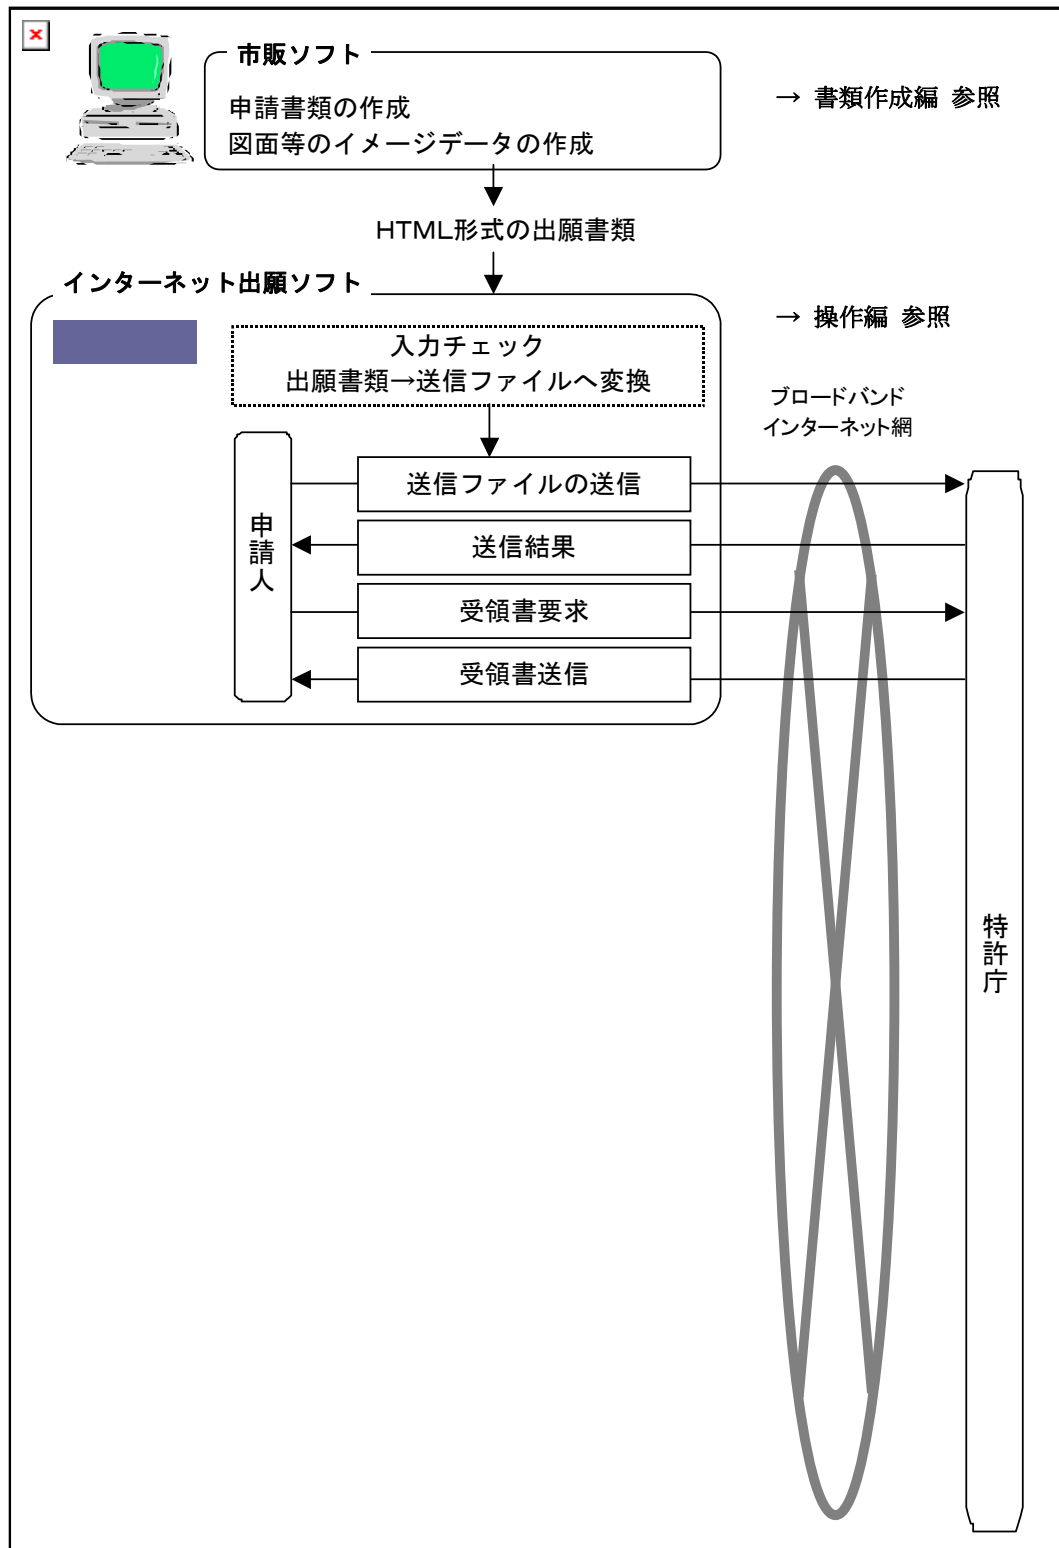 市販ソフト
申請書類の作成
図面等のイメージデータの作成
→ 書類作成編 参照
HTML形式の出願書類
インターネット出願ソフト
→ 操作編 参照
入力チェック
出願書類→送信ファイルへ変換
ブロードバンド
インターネット網
申請人
送信ファイルの送信
送信結果
受領書要求
受領書送信
特許庁